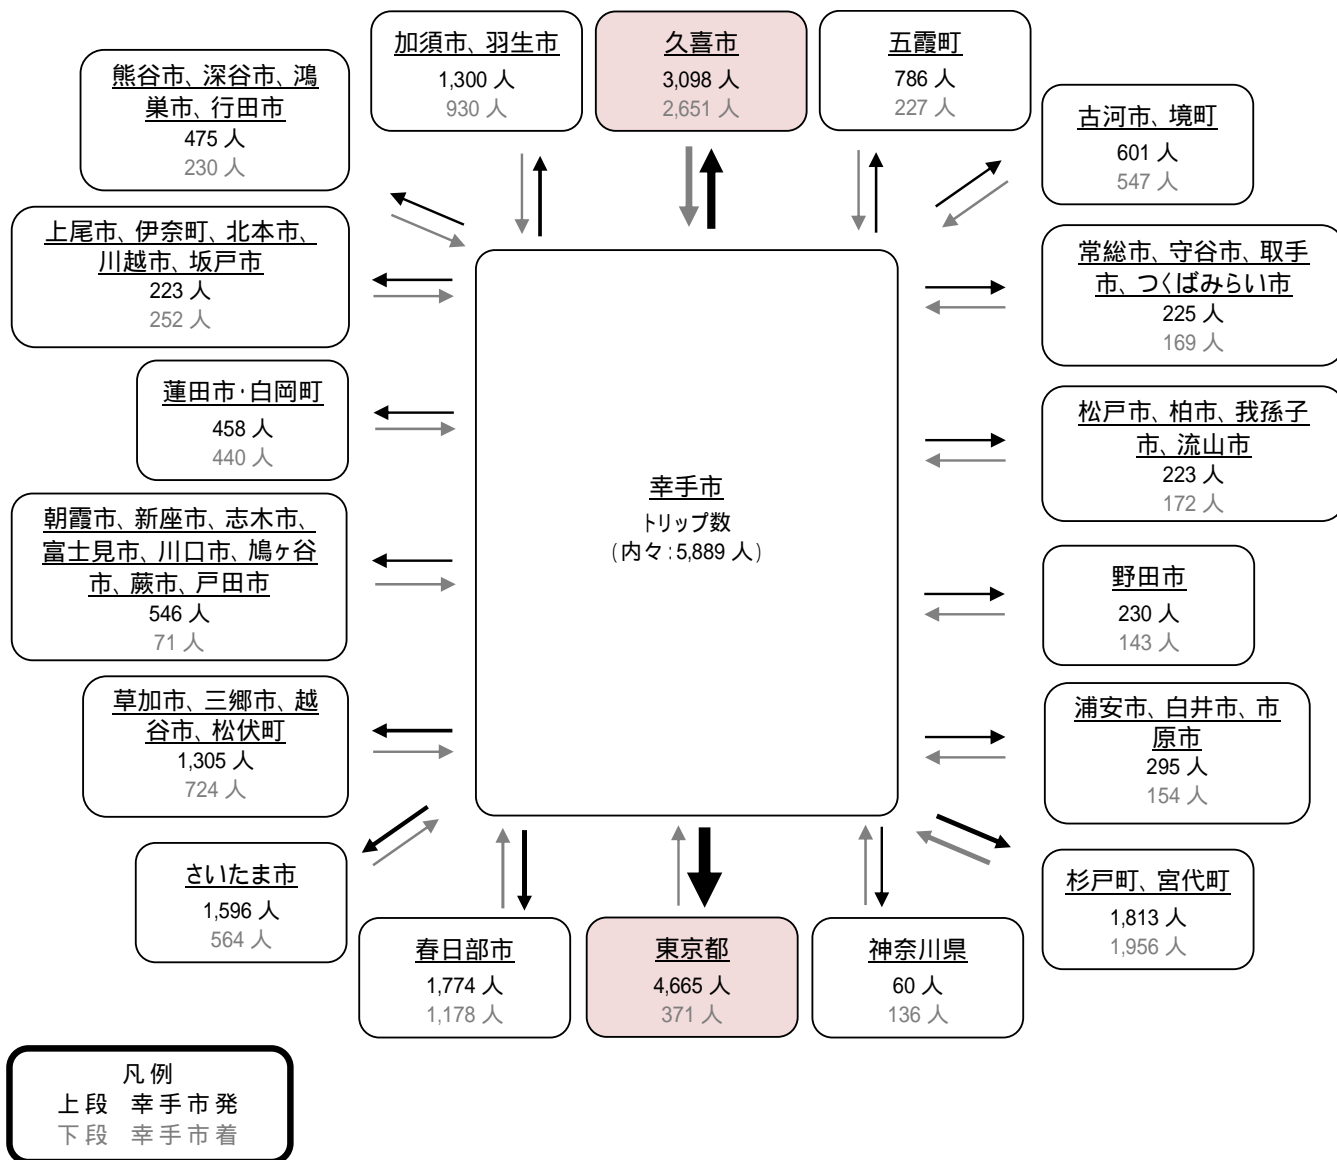 加須市、羽生市
1,300 人
930 人
久喜市
3,098 人
2,651 人
五霞町
786 人
227 人
熊谷市、深谷市、鴻
巣市、行田市
475 人
230 人
古河市、境町
601 人
547 人
上尾市、伊奈町、北本市、
川越市、坂戸市
223 人
252 人
常総市、守谷市、取手
市、つくばみらい市
225 人
169 人
蓮田市・白岡町
458 人
440 人
松戸市、柏市、我孫子
市、流山市
223 人
172 人
幸手市
トリップ数
(内々:5,889 人)
朝霞市、新座市、志木市、
富士見市、川口市、鳩ヶ谷
市、蕨市、戸田市
546 人
71 人
野田市
230 人
143 人
草加市、三郷市、越
谷市、松伏町
1,305 人
724 人
浦安市、白井市、市
原市
295 人
154 人
さいたま市
1,596 人
564 人
杉戸町、宮代町
1,813 人
1,956 人
春日部市
1,774 人
1,178 人
東京都
4,665 人
371 人
神奈川県
60 人
136 人
凡例
上段 幸手市発
下段 幸手市着